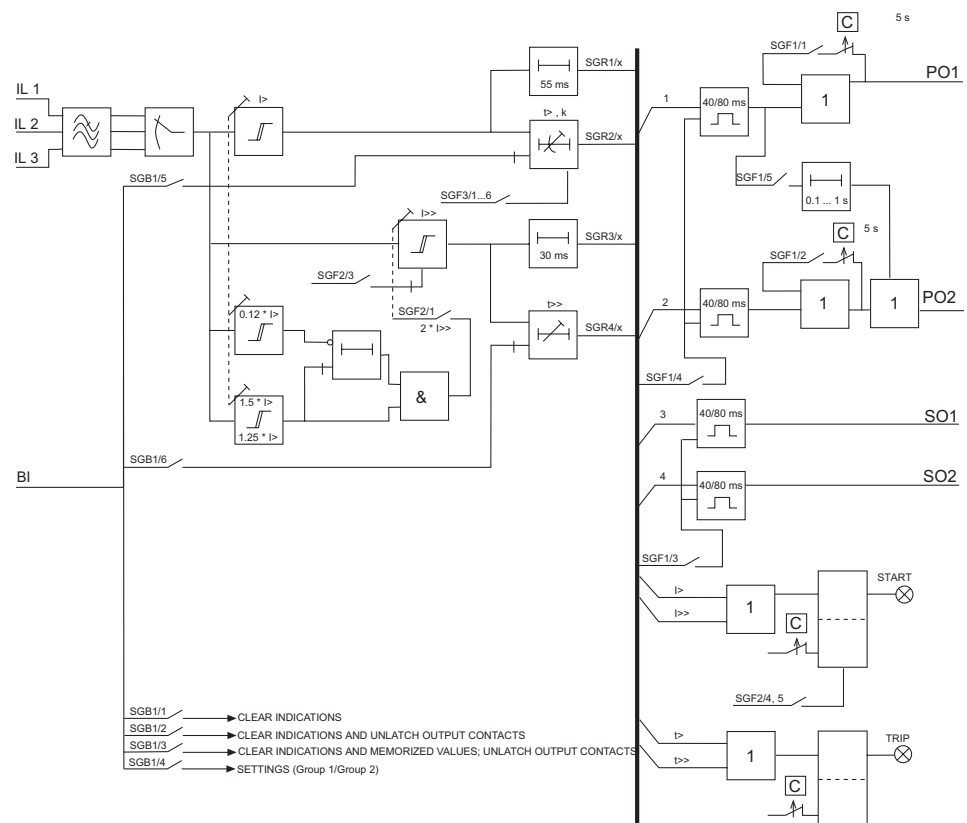 C
5 s
SGF1/1
PO1
I>
55 ms
SGR1/x
IL 1
IL 2
IL 3
t> , k
SGR2/x
1
40/80 ms
1
SGB1/5
SGF3/1...6
SGF1/5
0.1 ... 1 s
I>>
30 ms
SGR3/x
C
5 s
SGF1/2
SGF2/3
SGF2/1
2 * I>>
t>>
SGR4/x
2
40/80 ms
1
1
PO2
0.12 * I>
SGF1/4
&
1.5 * I>
1.25 * I>
3
40/80 ms
SO1
SGB1/6
BI
4
40/80 ms
SO2
SGF1/3
I>
I>>
1
START
C
SGF2/4, 5
SGB1/1
CLEAR INDICATIONS
SGB1/2
CLEAR INDICATIONS AND UNLATCH OUTPUT CONTACTS
SGB1/3
CLEAR INDICATIONS AND MEMORIZED VALUES; UNLATCH OUTPUT CONTACTS
SGB1/4
SETTINGS (Group 1/Group 2)
t>
t>>
1
TRIP
C